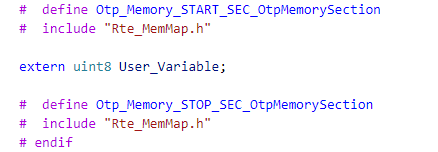 #  define Otp_Memory_START_SEC_OtpMemorySection
#  include "Rte_MemMap.h"
extern uint8 User_Variable;
#  define Otp_Memory_STOP_SEC_OtpMemorySection
#  include "Rte_MemMap.h"
# endif